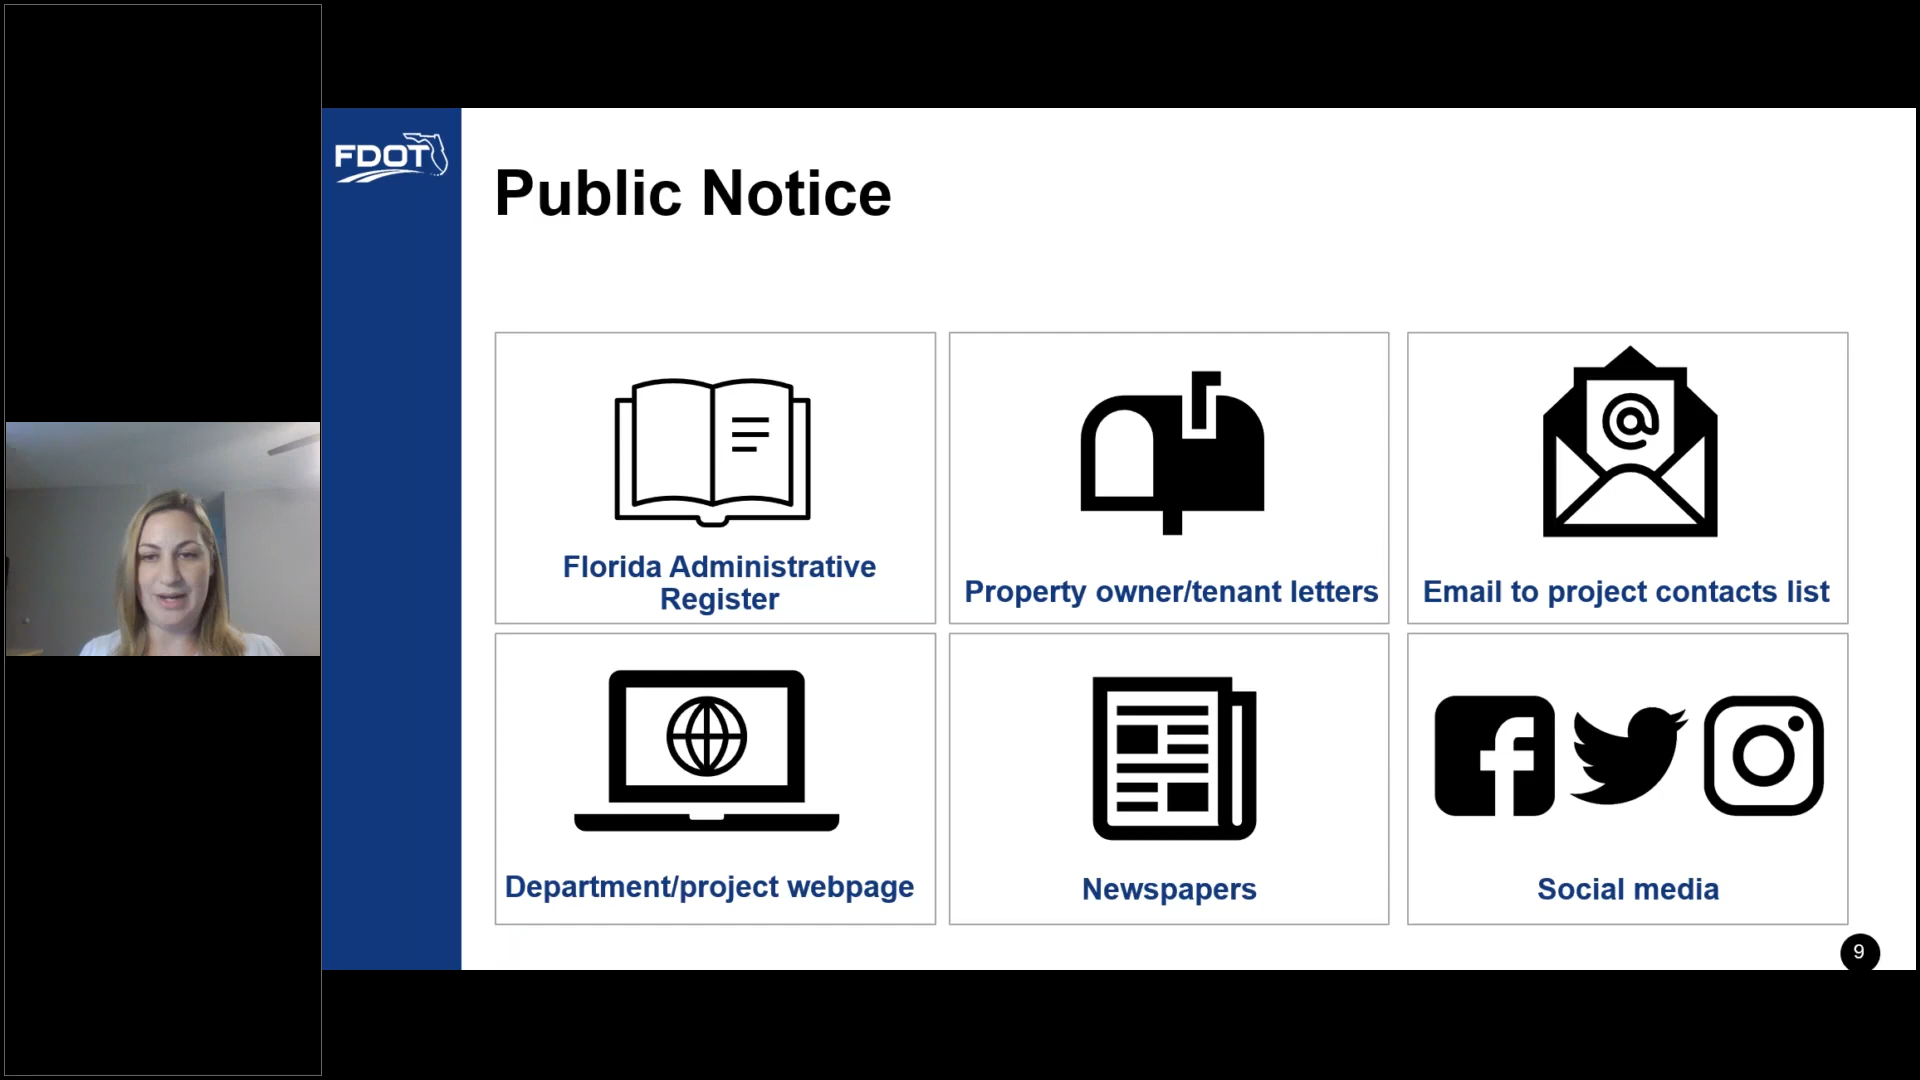 FDOT
Public Notice
Florida Administrative
Register
Property owner/tenant letters
Email to project contacts list
Department/project webpage
Newspapers
Social media
9